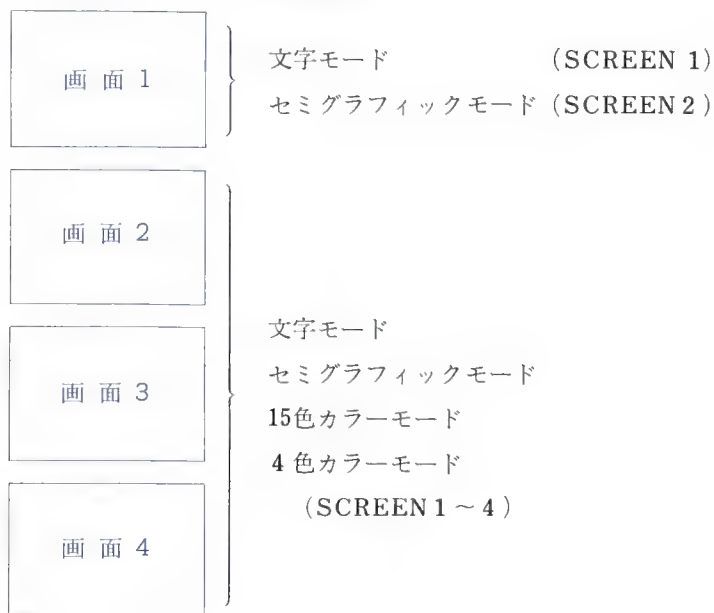 画面1
文字モード (SCREEN 1)
セミグラフィックモード (SCREEN 2)
画面2
画面3
画面4
文字モード
セミグラフィックモード
15色カラーモード
4色カラーモード
(SCREEN 1～4)